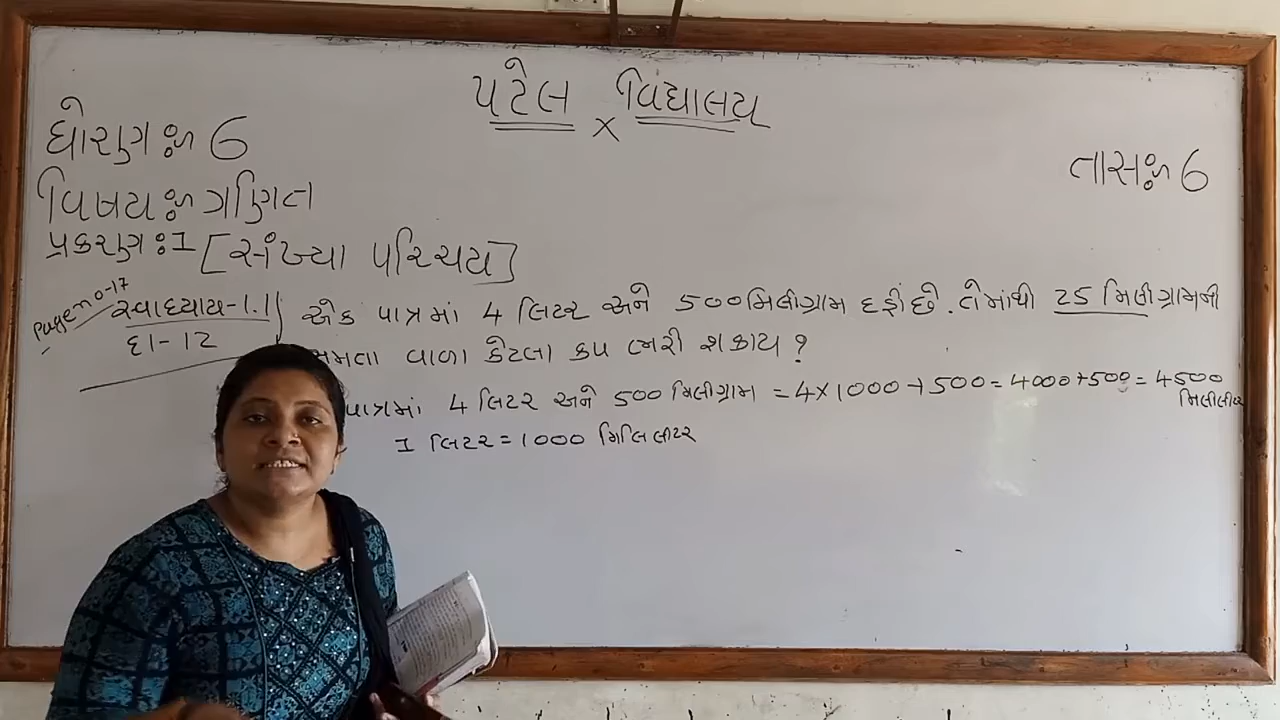 પટેલ × વિદ્યાલય
ધોરણ ઃ 6
તાસ ઃ 6
વિષય ઃ ગણિત
પ્રકરણ ઃ 1 [સંખ્યા પરિચય]
Page no-17
સ્વાધ્યાય-1.1
દા-12
એક પાત્રમાં 4 લિટર અને 500 મિલીગ્રામ દહીં છે. તેમાંથી 25 મિલીગ્રામની
ક્ષમતા વાળા કેટલા કપ ભરી શકાય ?
પાત્રમાં 4 લિટર અને 500 મિલીગ્રામ = 4×1000+500 = 4000+500 = 4500
મિલીલીટર
1 લિટર = 1000 મિલિલીટર